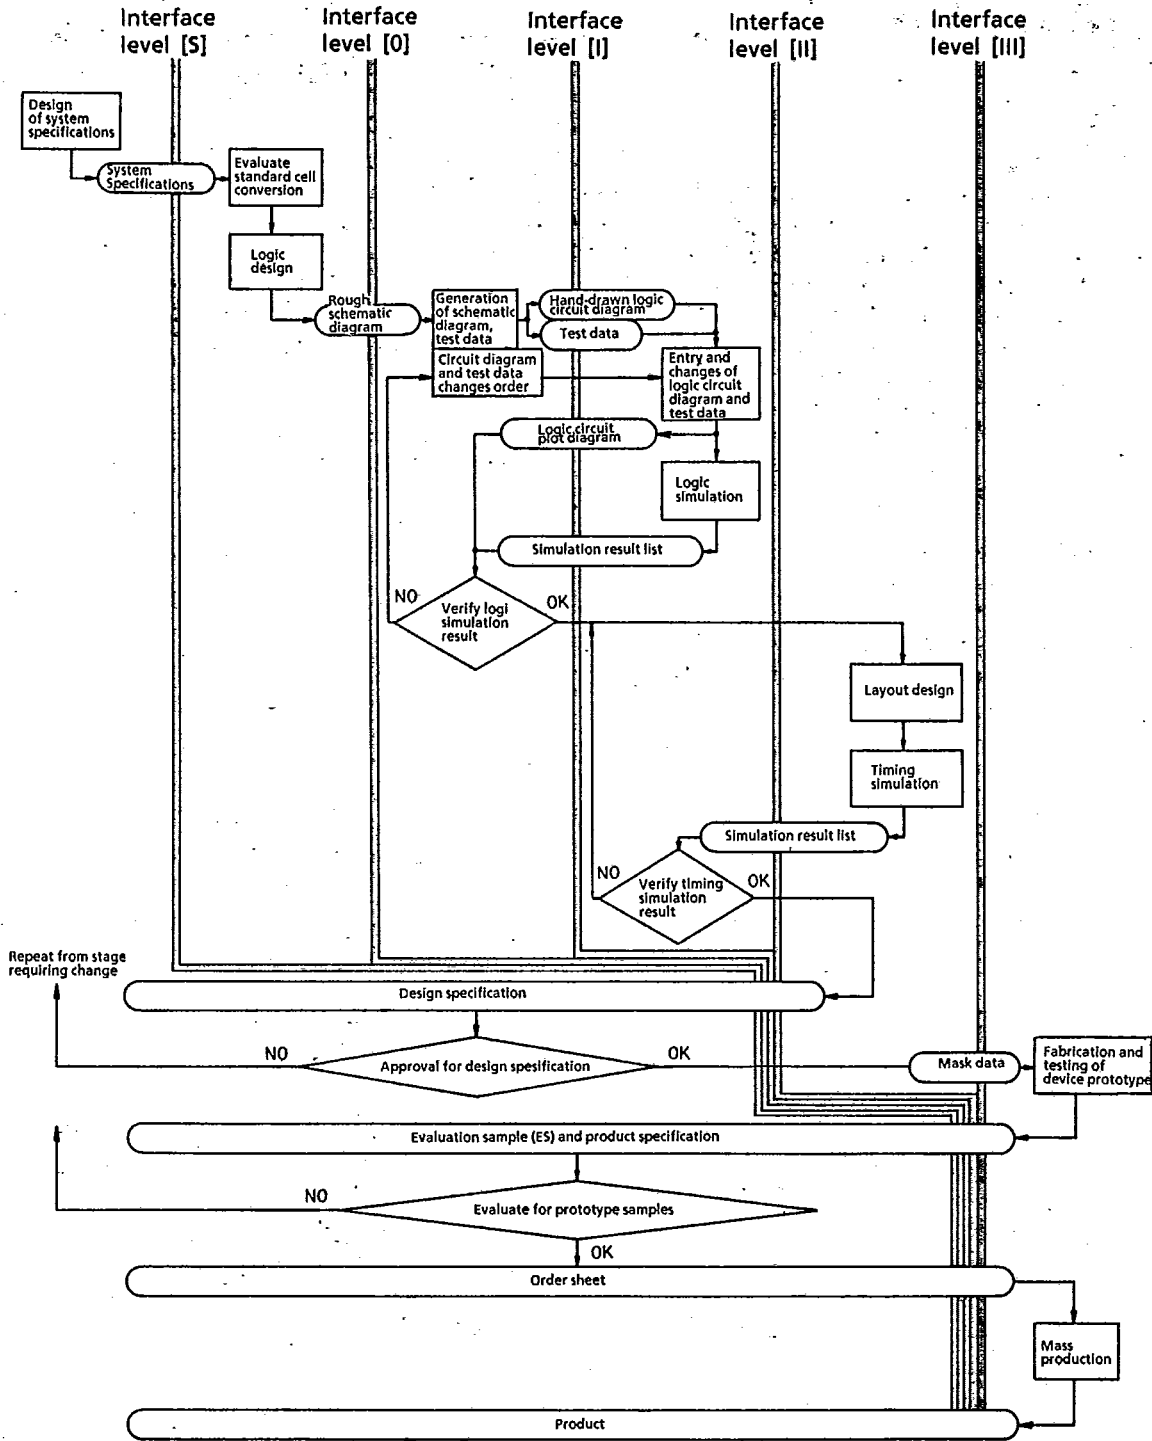 Interface
level [S]
Interface
level [0]
Interface
level [I]
Interface
level [II]
Interface
level [III]
Design
of system
specifications
System
Specifications
Evaluate
standard cell
conversion
Logic
design
Rough
schematic
diagram
Generation
of schematic
diagram,
test data
Hand-drawn logic
circuit diagram
Test data
Circuit diagram
and test data
changes order
Entry and
changes of
logic circuit
diagram and
test data
Logic circuit
plot diagram
Logic
simulation
Simulation result list
NO
Verify logi
simulation
result
OK
Layout design
Timing
simulation
Simulation result list
NO
Verify timing
simulation
result
OK
Repeat from stage
requiring change
Design specification
NO
Approval for design spesification
OK
Mask data
Fabrication and
testing of
device prototype
Evaluation sample (ES) and product specification
NO
Evaluate for prototype samples
OK
Order sheet
Mass
production
Product